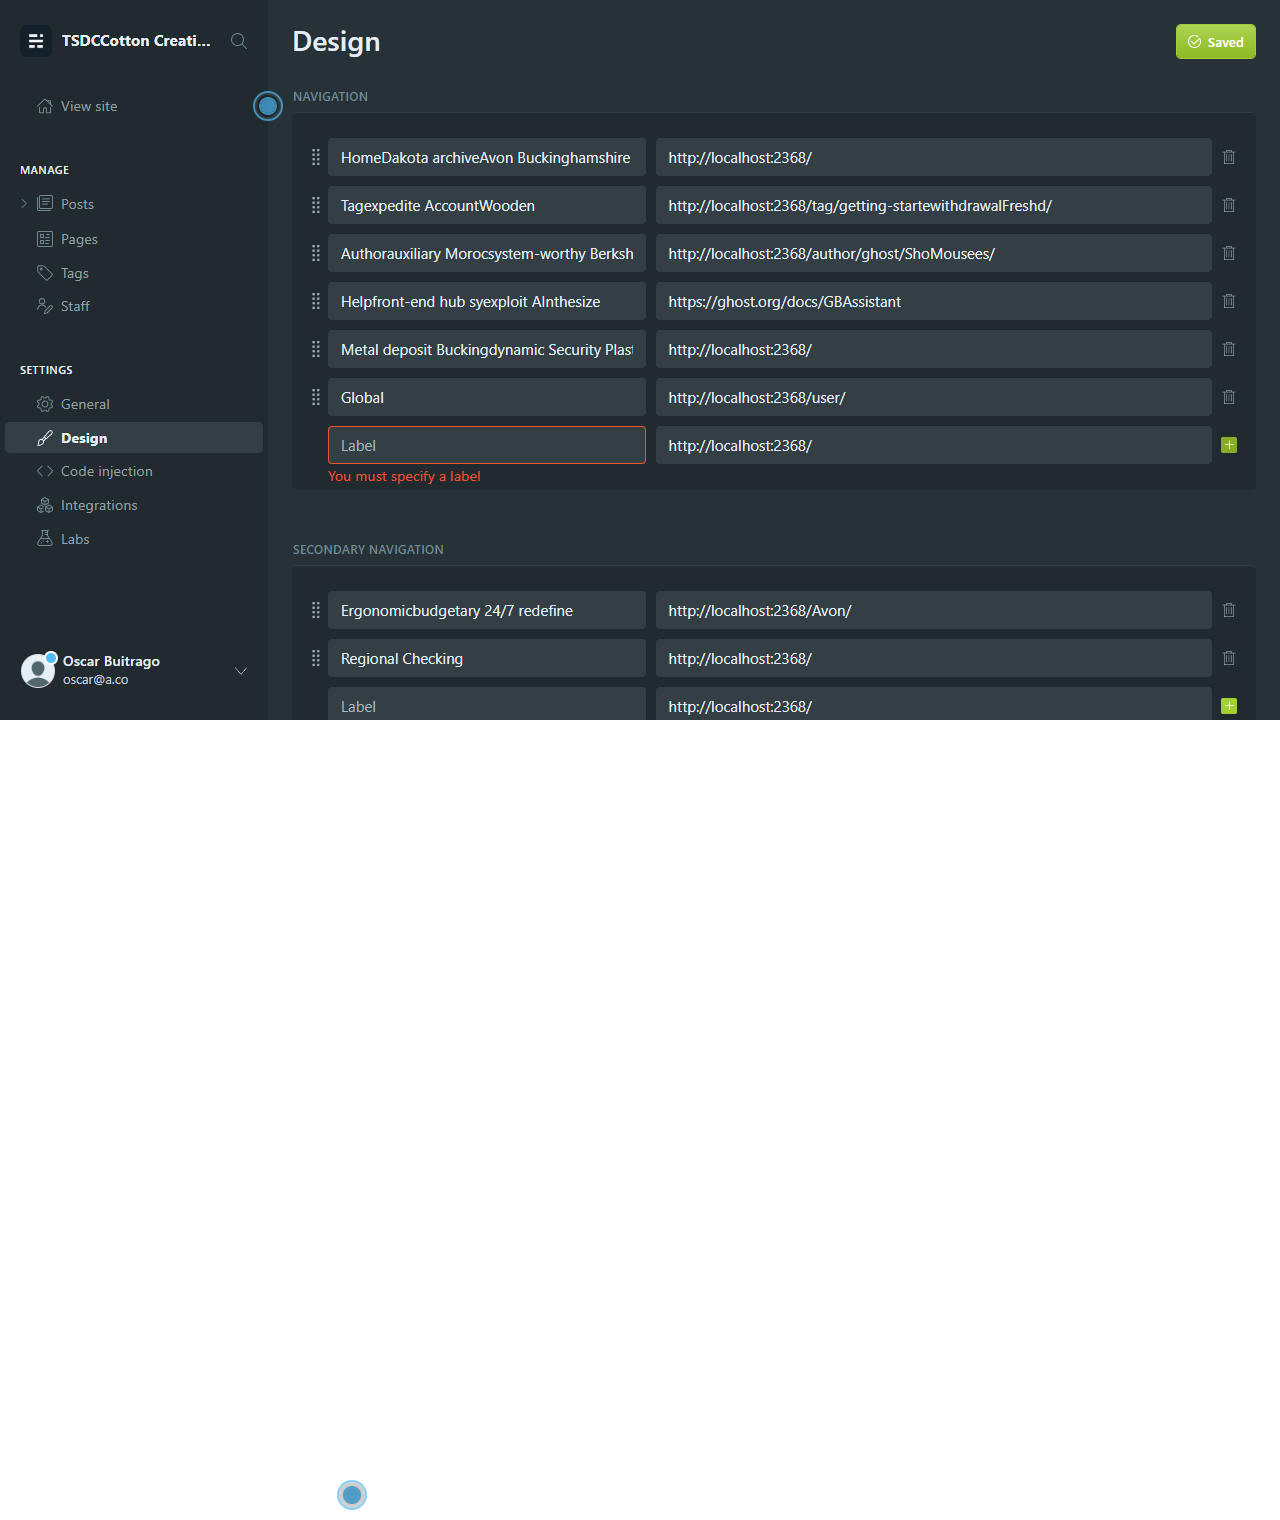 TSDCCotton Creati...
View site
MANAGE
Posts
Pages
Tags
Staff
SETTINGS
General
Design
Code injection
Integrations
Labs
Oscar Buitrago
oscar@a.co
Design
Saved
NAVIGATION
HomeDakota archiveAvon Buckinghamshire http://localhost:2368/
Tagexpedite AccountWooden http://localhost:2368/tag/getting-startewithdrawalFreshd/
Authorauxiliary Morocsystem-worthy Berksh http://localhost:2368/author/ghost/ShoMousees/
Helpfront-end hub syexploit AInthesize https://ghost.org/docs/GBAssistant
Metal deposit Buckingdynamic Security Plast http://localhost:2368/
Global http://localhost:2368/user/
Label http://localhost:2368/
You must specify a label
SECONDARY NAVIGATION
Ergonomicbudgetary 24/7 redefine http://localhost:2368/Avon/
Regional Checking http://localhost:2368/
Label http://localhost:2368/